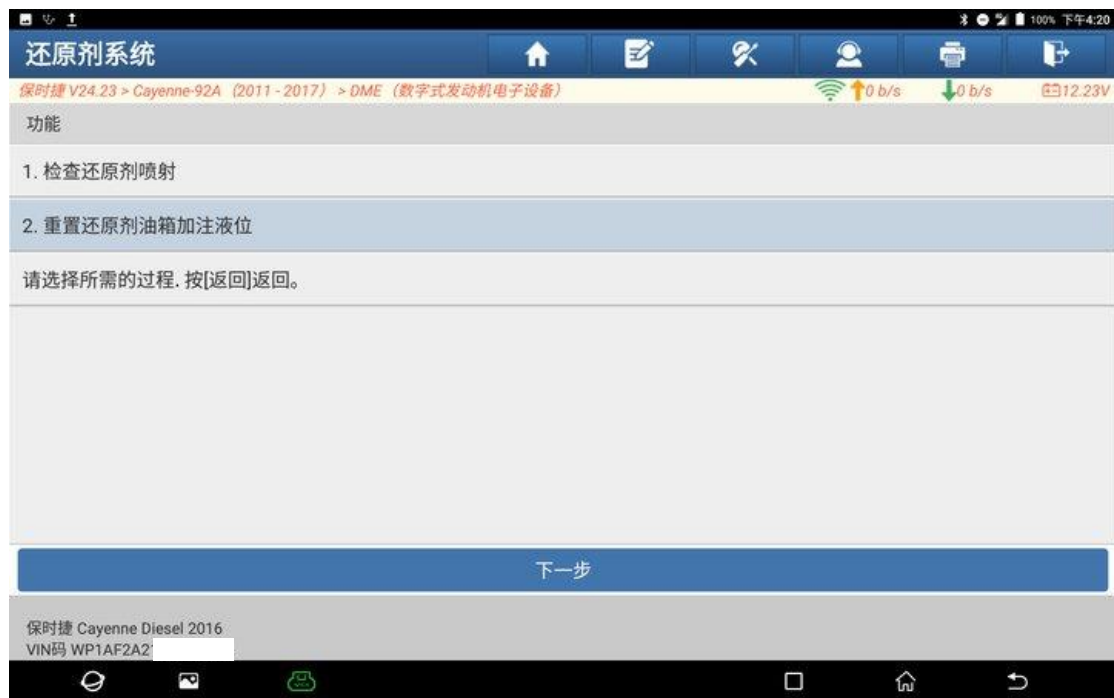 100% 下午4:20
还原剂系统
保时捷 V24.23 > Cayenne-92A（2011 - 2017）> DME（数字式发动机电子设备）
0 b/s 0 b/s 12.23V
功能
1. 检查还原剂喷射
2. 重置还原剂油箱加注液位
请选择所需的过程. 按[返回]返回。
下一步
保时捷 Cayenne Diesel 2016
VIN码 WP1AF2A2